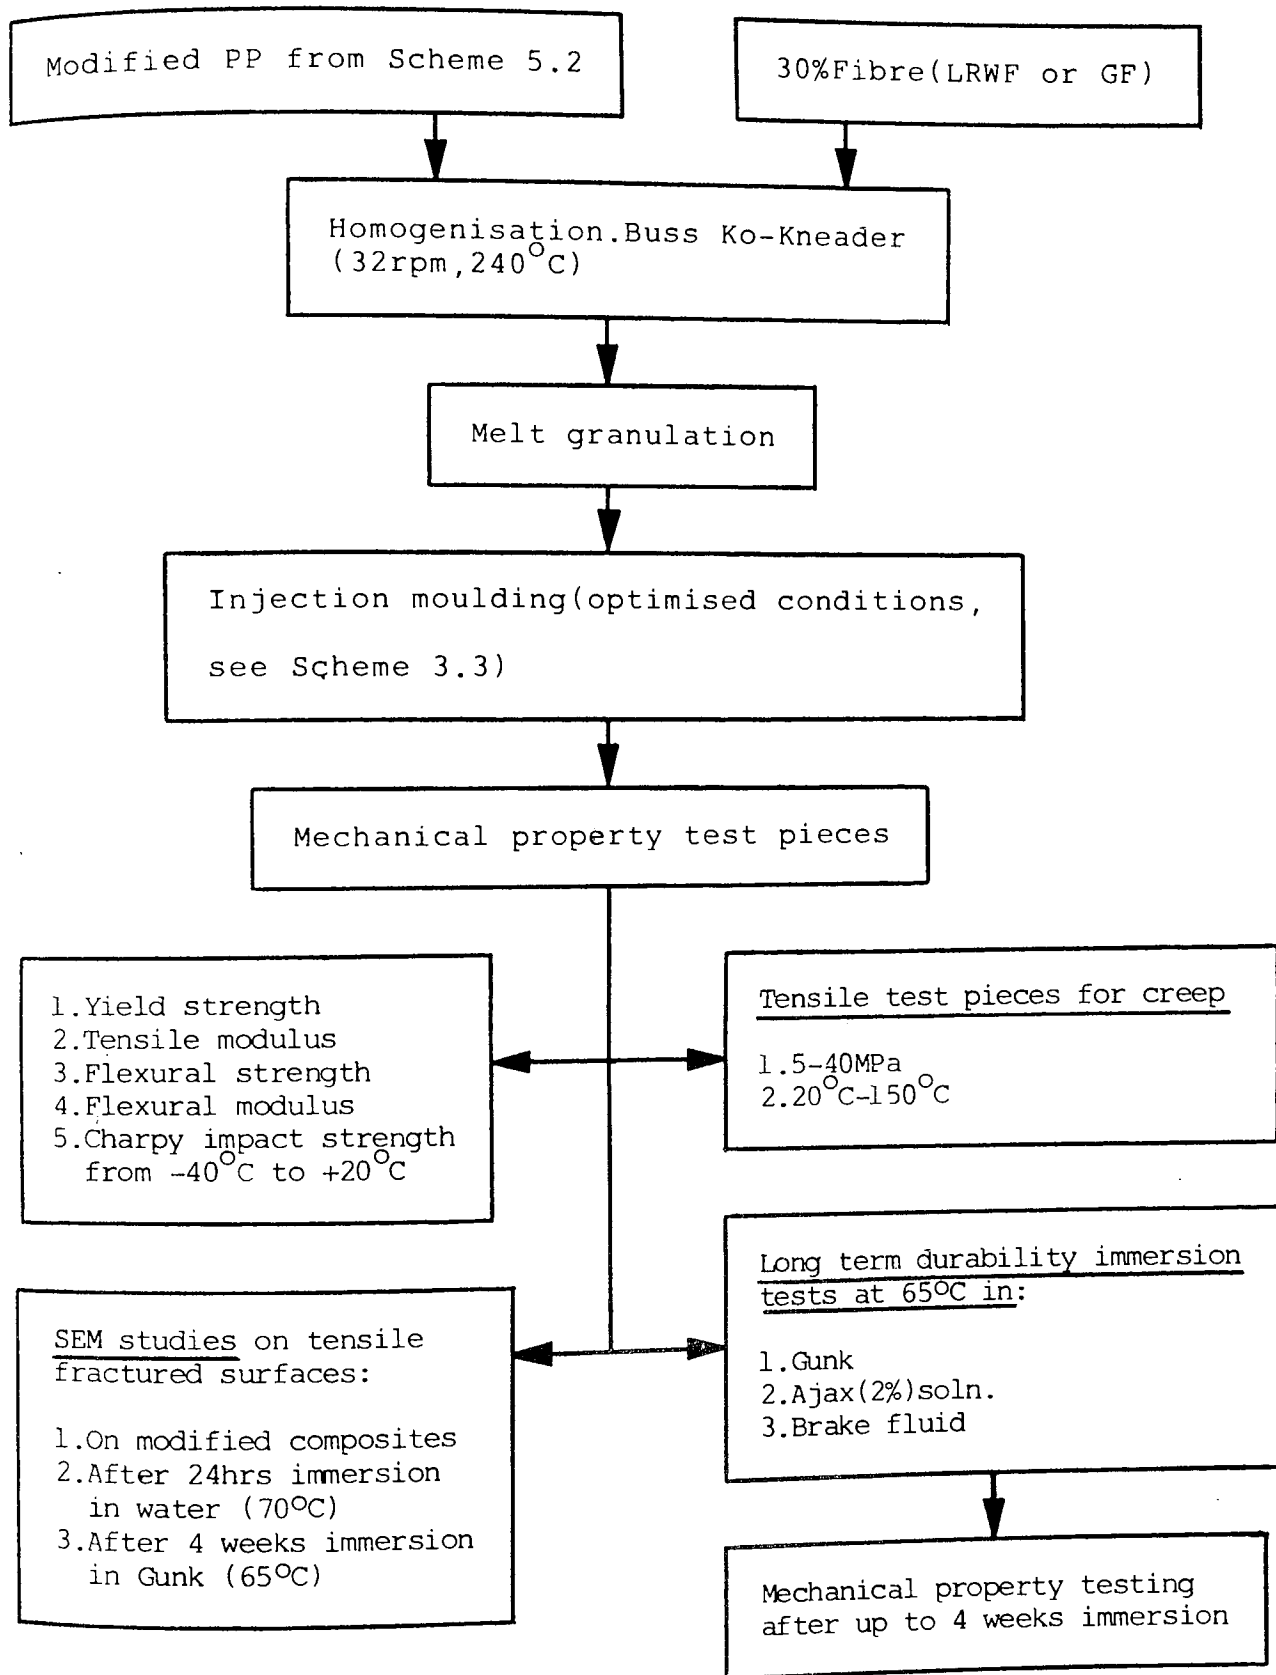 Modified PP from Scheme 5.2
30%Fibre(LRWF or GF)
Homogenisation.Buss Ko-Kneader
(32rpm,240°C)
Melt granulation
Injection moulding(optimised conditions,
see Scheme 3.3)
Mechanical property test pieces
1.Yield strength
2.Tensile modulus
3.Flexural strength
4.Flexural modulus
5.Charpy impact strength
from -40°C to +20°C
Tensile test pieces for creep
1.5-40MPa
2.20°C-150°C
SEM studies on tensile
fractured surfaces:
1.On modified composites
2.After 24hrs immersion
in water (70°C)
3.After 4 weeks immersion
in Gunk (65°C)
Long term durability immersion
tests at 65°C in:
1.Gunk
2.Ajax(2%)soln.
3.Brake fluid
Mechanical property testing
after up to 4 weeks immersion